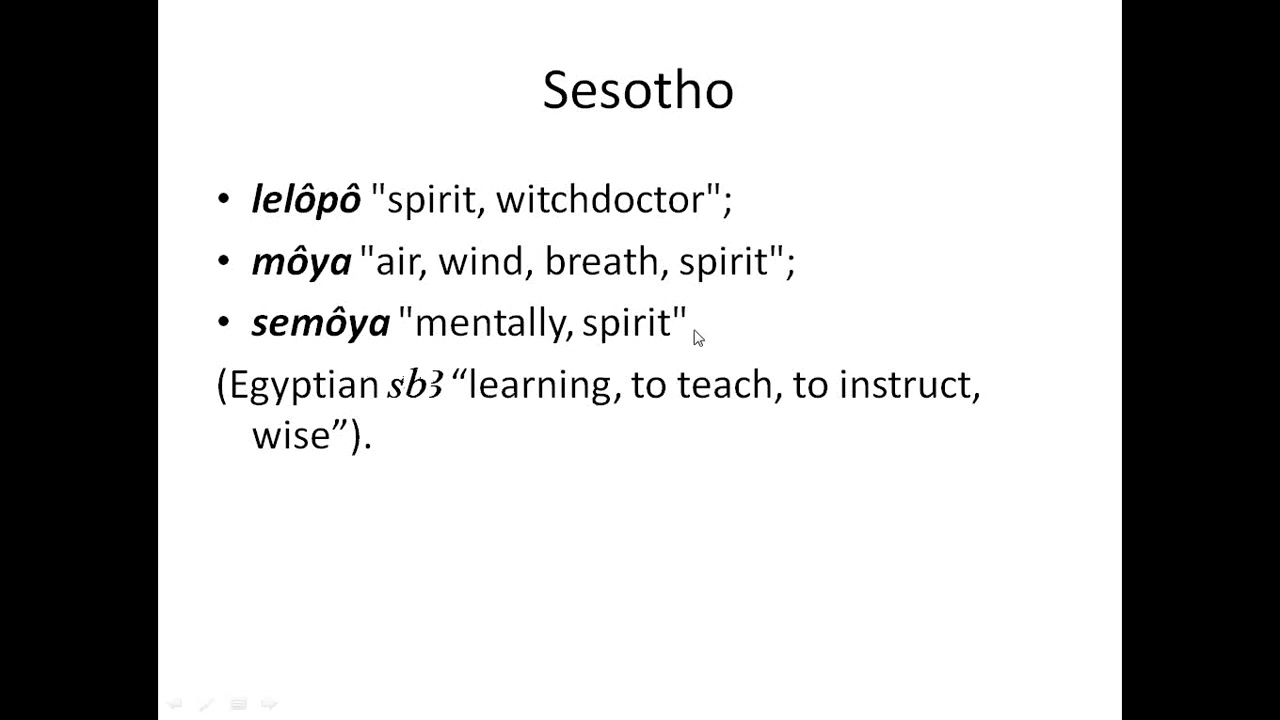 Sesotho
• lelôpô "spirit, witchdoctor";
• môya "air, wind, breath, spirit";
• semôya "mentally, spirit"
(Egyptian sbꜣ “learning, to teach, to instruct,
wise”).